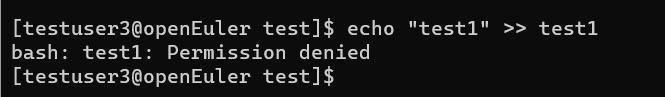 [testuser3@openEuler test]$ echo "test1" >> test1
bash: test1: Permission denied
[testuser3@openEuler test]$